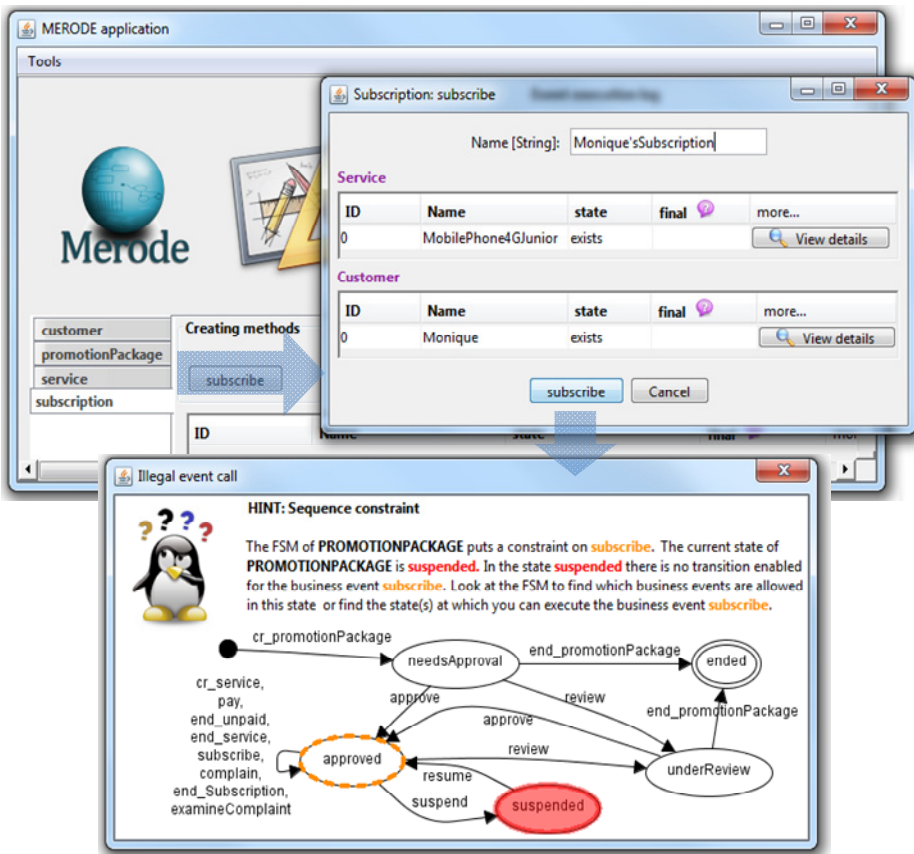 MERODE application
Tools
Merode
customer
promotionPackage
service
subscription
Creating methods
subscribe
ID
Subscription: subscribe
Event execution log
Name [String]: Monique'sSubscription
Service
ID Name state final ? more...
0 MobilePhone4GJunior exists View details
Customer
ID Name state final ? more...
0 Monique exists View details
subscribe Cancel
Illegal event call
HINT: Sequence constraint
? ? ? ?
The FSM of PROMOTIONPACKAGE puts a constraint on subscribe. The current state of
PROMOTIONPACKAGE is suspended. In the state suspended there is no transition enabled
for the business event subscribe. Look at the FSM to find which business events are allowed
in this state or find the state(s) at which you can execute the business event subscribe.
cr_promotionPackage
needsApproval
end_promotionPackage
ended
cr_service,
pay,
end_unpaid,
end_service,
subscribe,
complain,
end_Subscription,
examineComplaint
approve
review
approve
end_promotionPackage
approved
review
underReview
resume
suspend
suspended